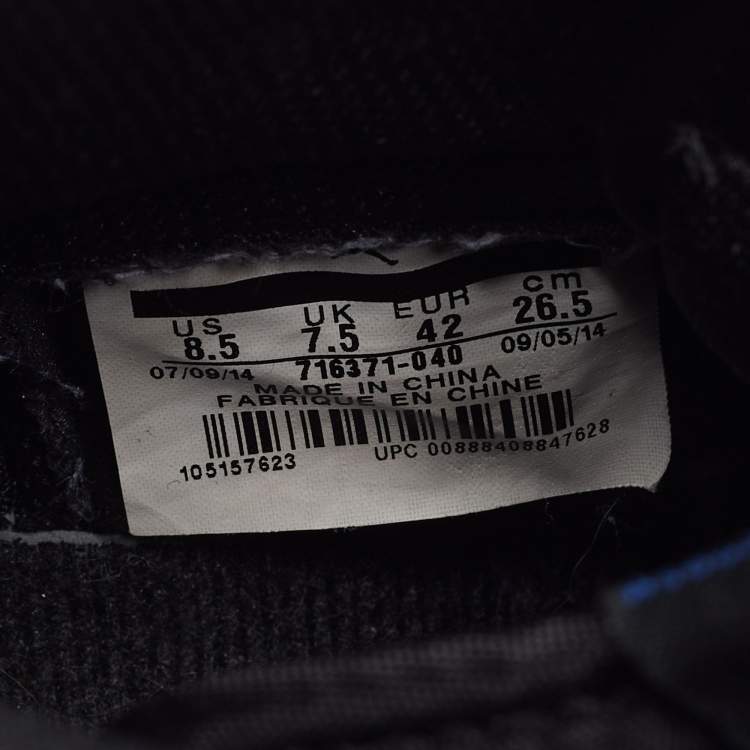 US UK EUR cm
8.5 7.5 42 26.5
07/09/14 716371-040 09/05/14
MADE IN CHINA
FABRIQUE EN CHINE
105157623 UPC 00888408847628